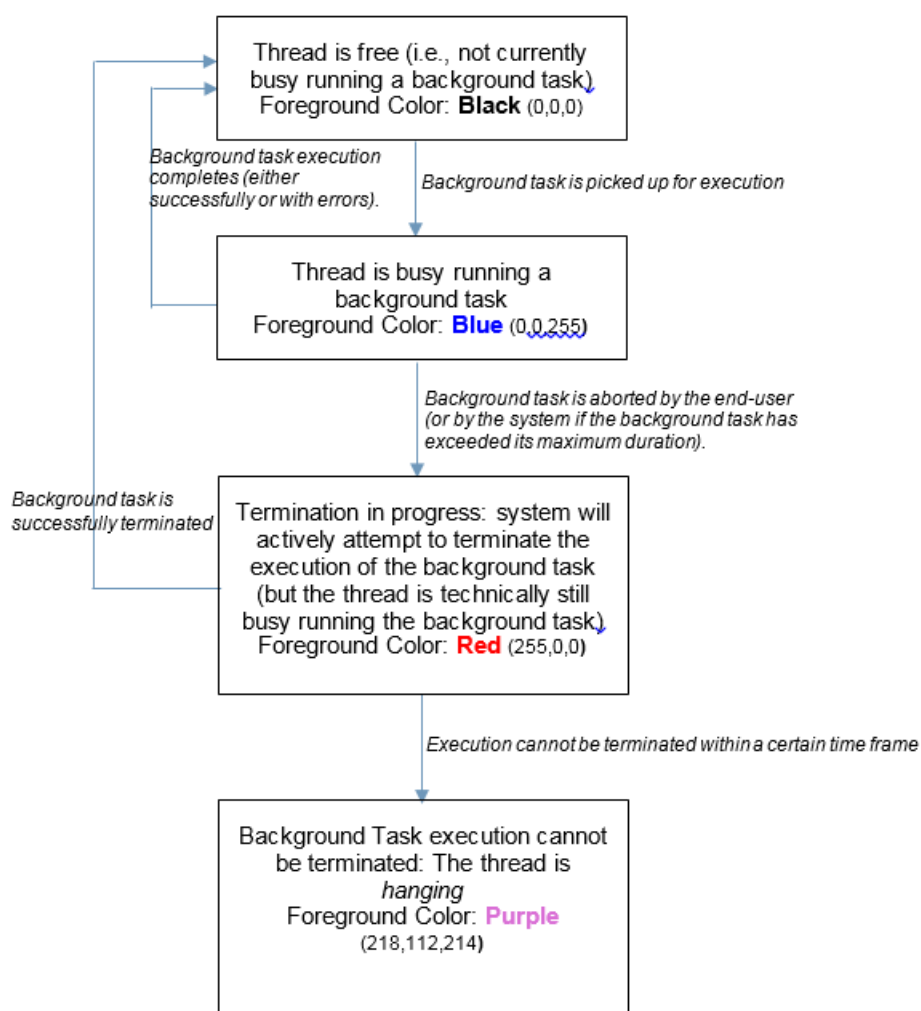 Thread is free (i.e., not currently
busy running a background task)
Foreground Color: Black (0,0,0)
Background task execution
completes (either
successfully or with errors).
Background task is picked up for execution
Thread is busy running a
background task
Foreground Color: Blue (0,0,255)
Background task is aborted by the end-user
(or by the system if the background task has
exceeded its maximum duration).
Background task is
successfully terminated
Termination in progress: system will
actively attempt to terminate the
execution of the background task
(but the thread is technically still
busy running the background task)
Foreground Color: Red (255,0,0)
Execution cannot be terminated within a certain time frame
Background Task execution cannot
be terminated: The thread is
hanging
Foreground Color: Purple
(218,112,214)